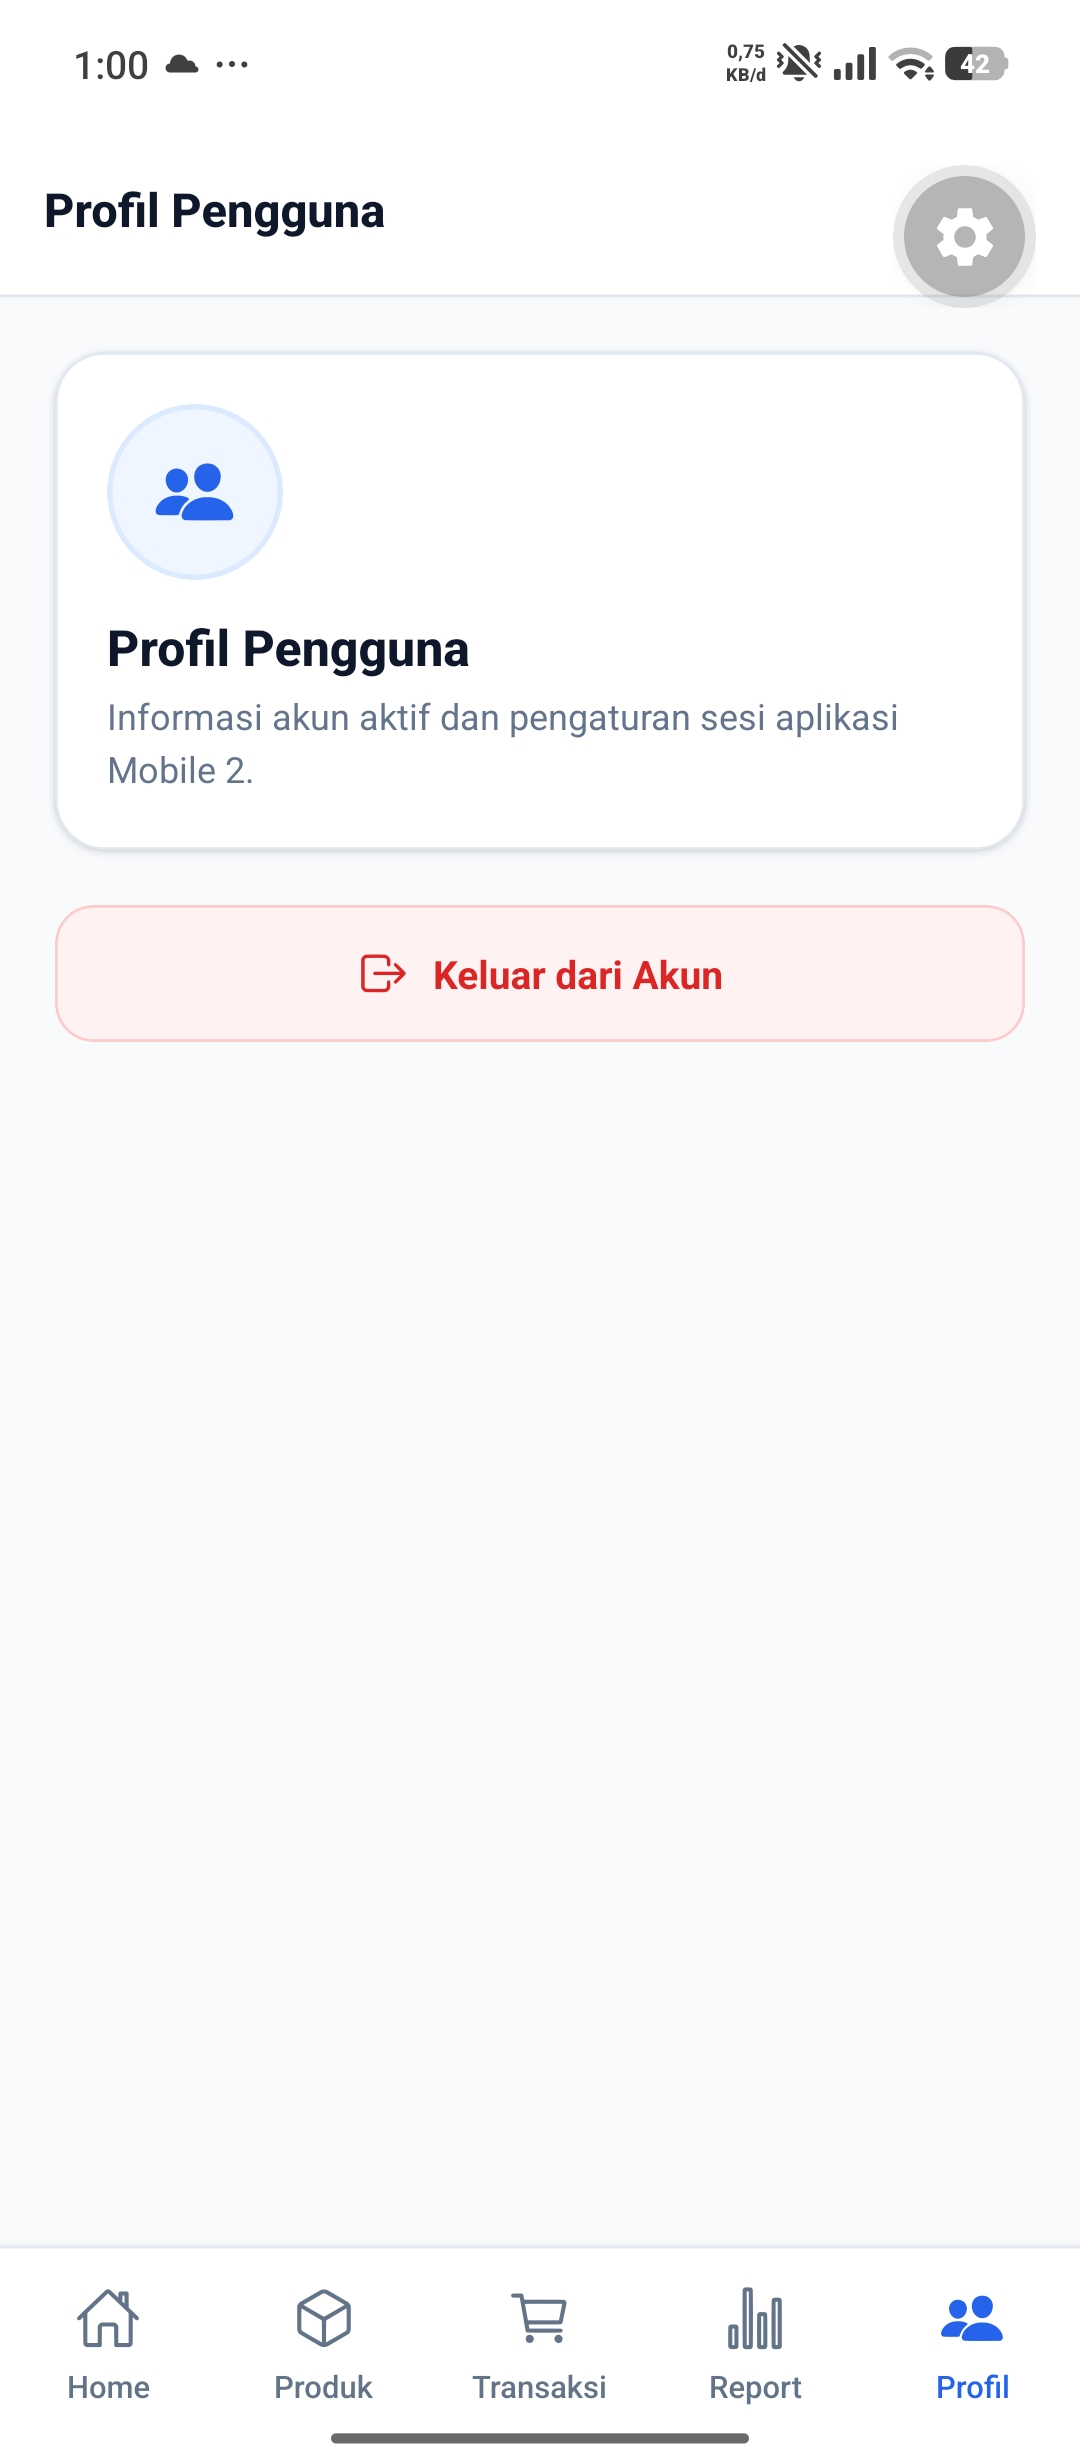 1:00
0,75
KB/d
42
Profil Pengguna
Profil Pengguna
Informasi akun aktif dan pengaturan sesi aplikasi
Mobile 2.
Keluar dari Akun
Home
Produk
Transaksi
Report
Profil